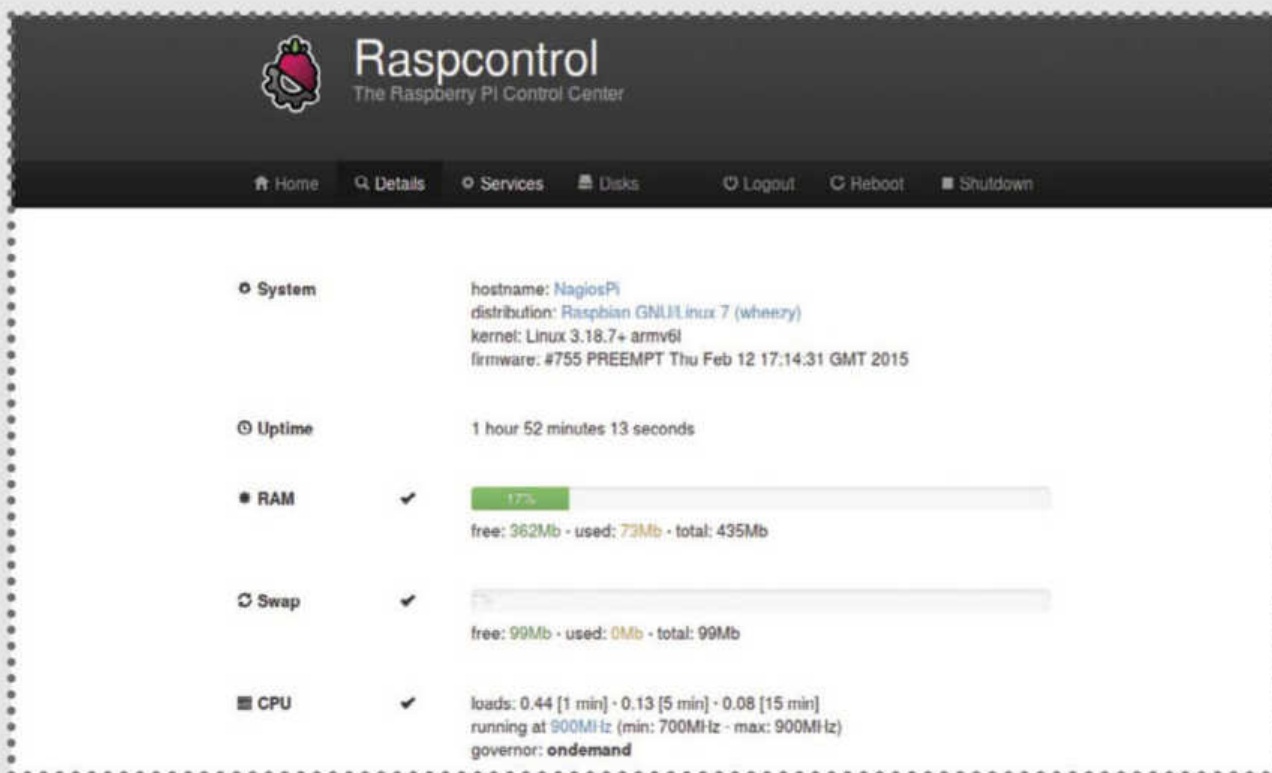 Raspcontrol
The Raspberry Pi Control Center
Home Details Services Disks Logout Reboot Shutdown
System
hostname: NagiosPi
distribution: Raspbian GNU/Linux 7 (wheezy)
kernel: Linux 3.18.7+ armv6l
firmware: #755 PREEMPT Thu Feb 12 17:14:31 GMT 2015
Uptime
1 hour 52 minutes 13 seconds
RAM
17%
free: 362Mb · used: 73Mb · total: 435Mb
Swap
free: 99Mb · used: 0Mb · total: 99Mb
CPU
loads: 0.44 [1 min] · 0.13 [5 min] · 0.08 [15 min]
running at 900MHz (min: 700MHz - max: 900MHz)
governor: ondemand